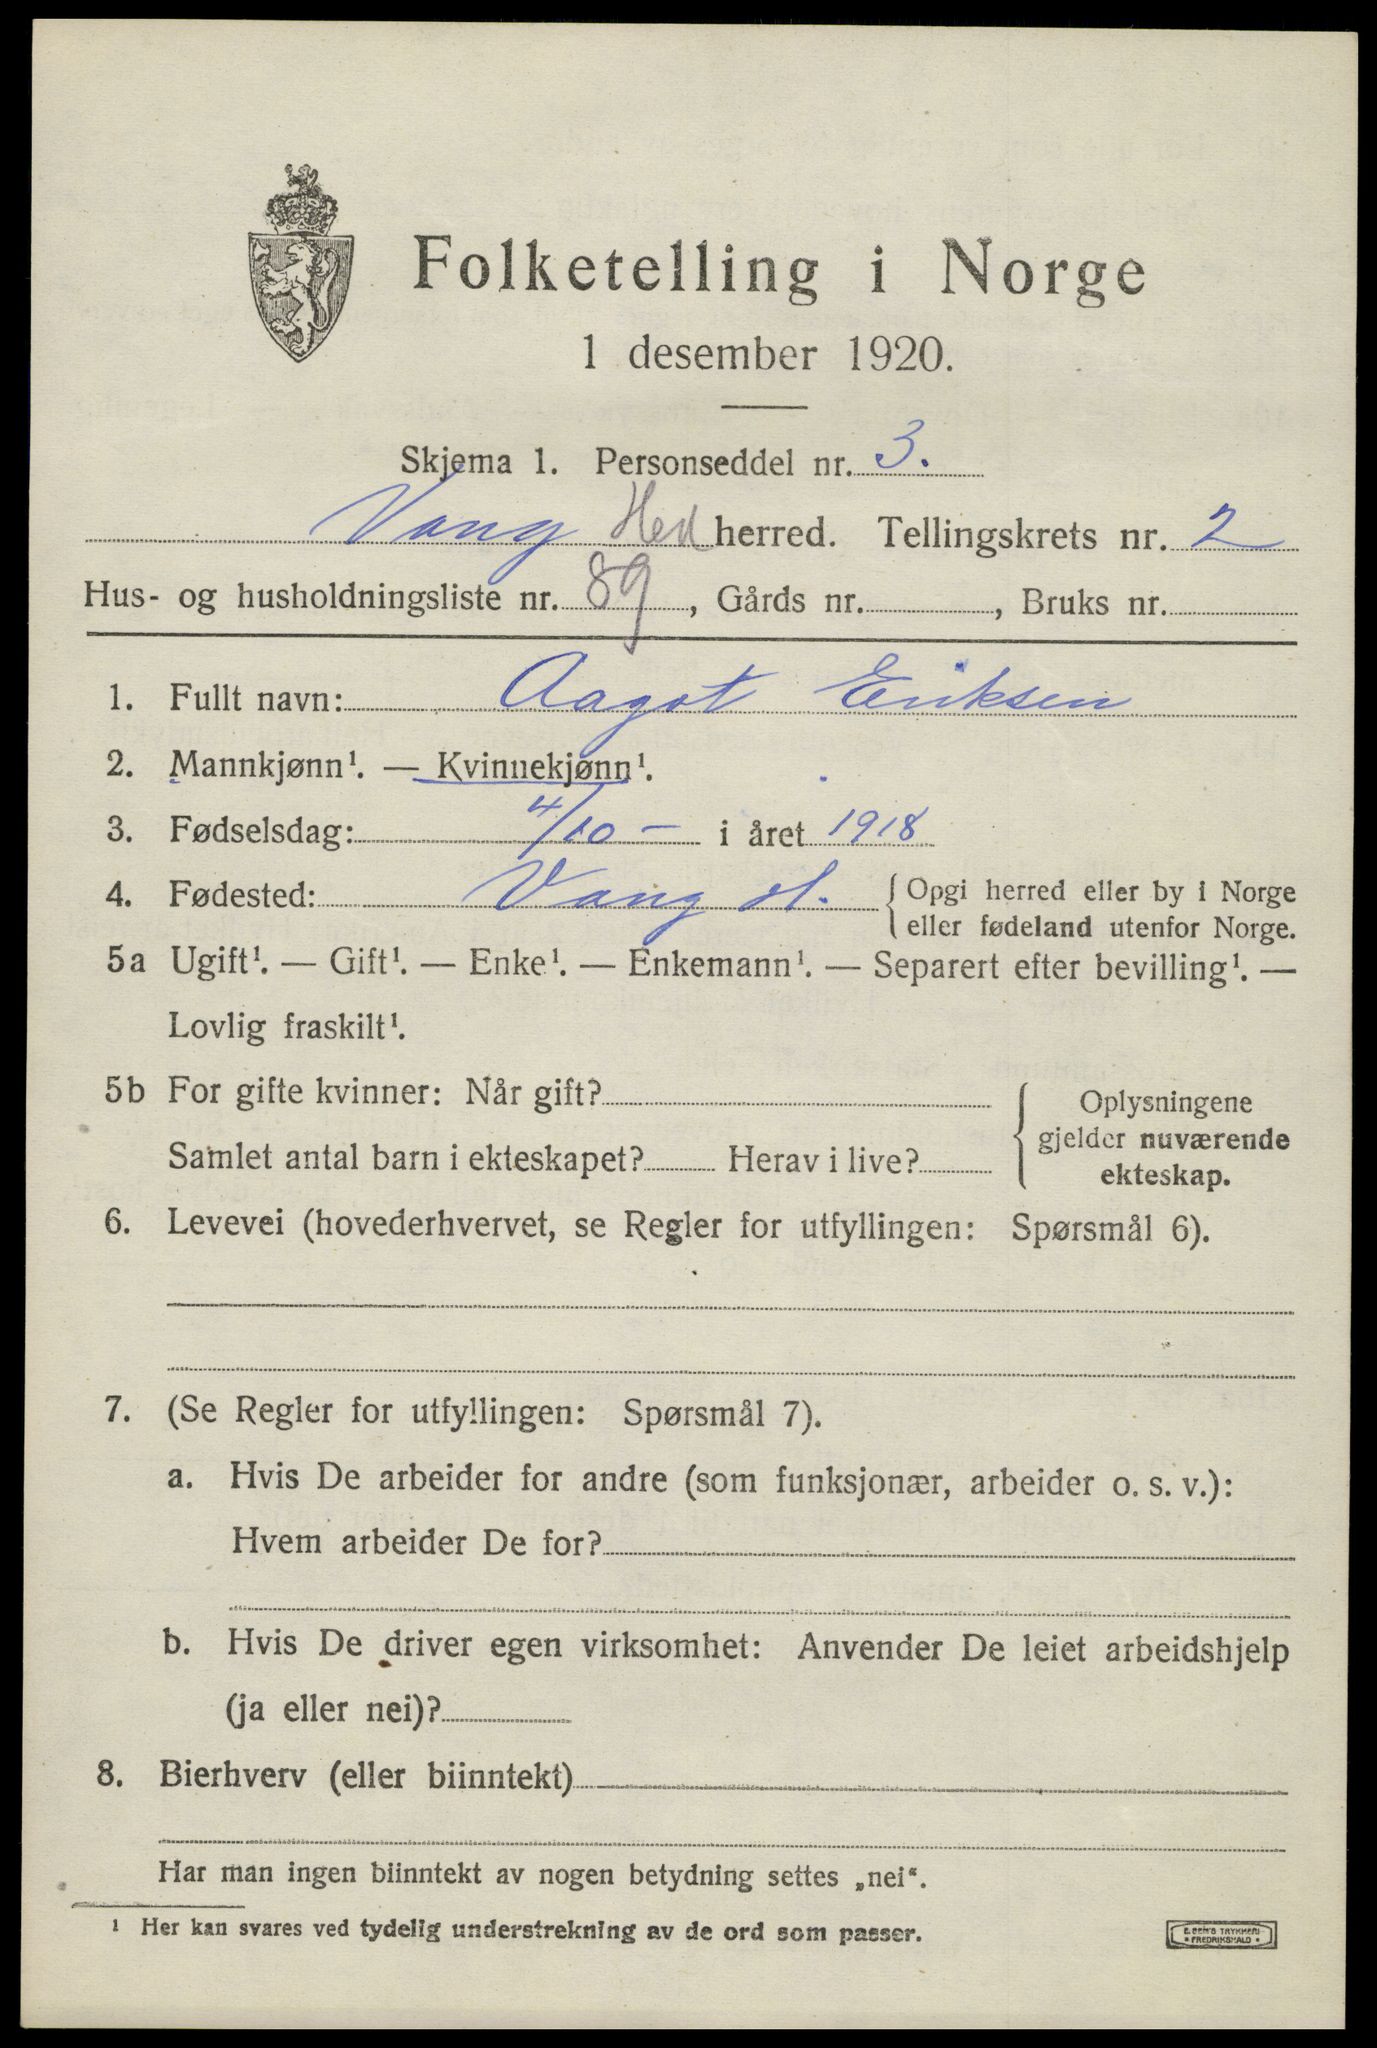 Folketelling i Norge
1 desember 1920.
Skjema 1. Personseddel nr. 3.
Vang Hed herred. Tellingskrets nr. 2
Hus- og husholdningsliste nr. 89, Gårds nr. , Bruks nr.
1. Fullt navn: Aagot Eriksen
2. Mannkjønn¹. — Kvinnekjønn¹.
3. Fødselsdag: 4/10 - i året 1918
4. Fødested: Vang H. { Opgi herred eller by i Norge
eller fødeland utenfor Norge.
5a Ugift¹. — Gift¹. — Enke¹. — Enkemann¹. — Separert efter bevilling¹. —
Lovlig fraskilt¹.
5b For gifte kvinner: Når gift?
Samlet antal barn i ekteskapet? Herav i live?
{ Oplysningene
gjelder nuværende
ekteskap.
6. Levevei (hovederhvervet, se Regler for utfyllingen: Spørsmål 6).
7. (Se Regler for utfyllingen: Spørsmål 7).
a. Hvis De arbeider for andre (som funksjonær, arbeider o. s. v.):
Hvem arbeider De for?
b. Hvis De driver egen virksomhet: Anvender De leiet arbeidshjelp
(ja eller nei)?
8. Bierhverv (eller biinntekt)
Har man ingen biinntekt av nogen betydning settes „nei“.
¹ Her kan svares ved tydelig understrekning av de ord som passer.
E. SEM'S TRYKKERI
• FREDRIKSHALD •